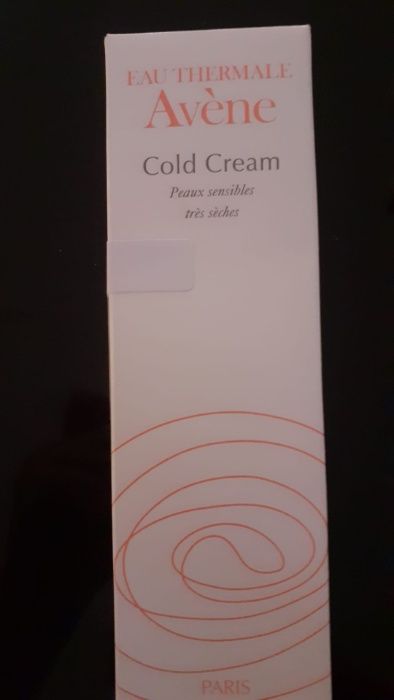 EAU THERMALE
Avène
Cold Cream
Peaux sensibles
très sèches
PARIS